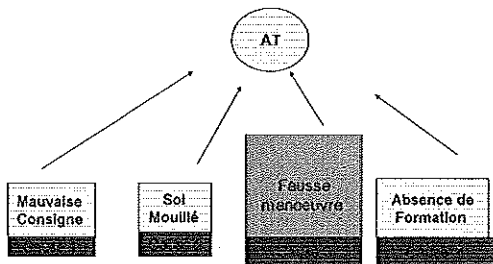 AT
Mauvaise
Consigne
Sol
Mouillé
Fausse
manoeuvre
Absence de
Formation